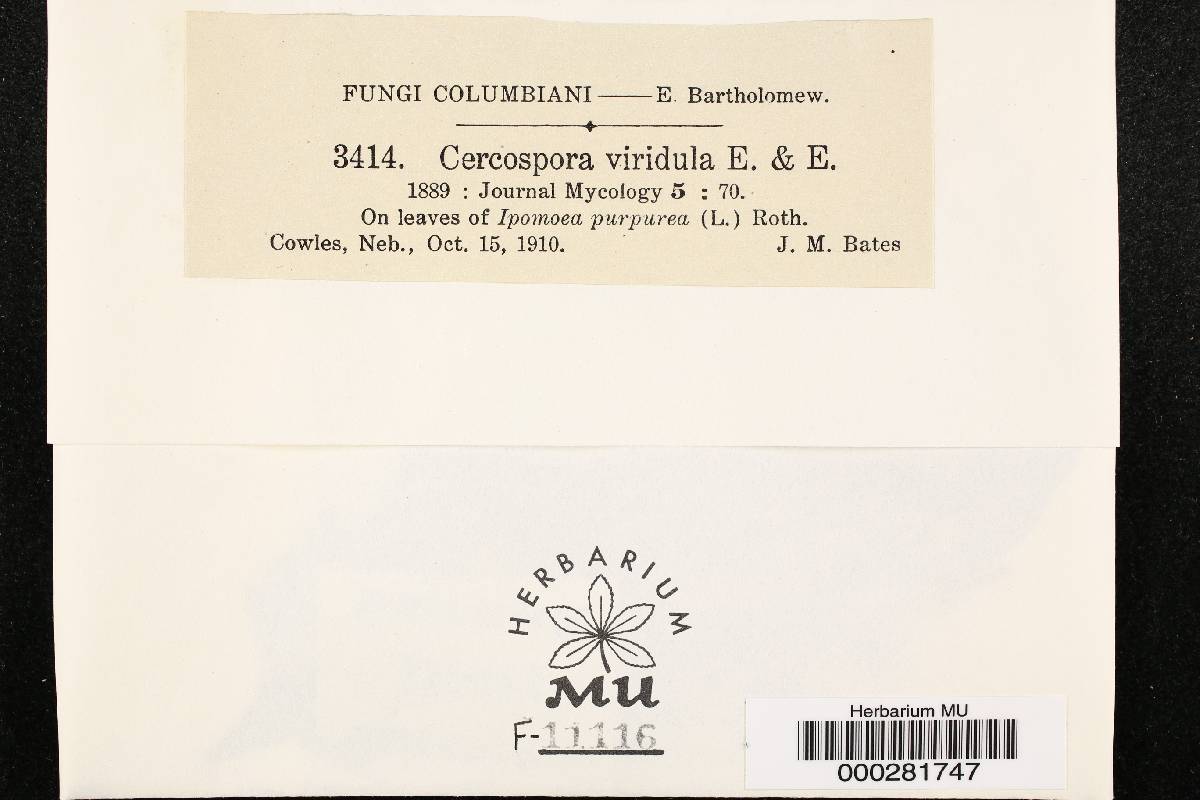 FUNGI COLUMBIANI — E. Bartholomew.
3414. Cercospora viridula E. & E.
1889 : Journal Mycology 5 : 70.
On leaves of Ipomoea purpurea (L.) Roth.
Cowles, Neb., Oct. 15, 1910. J. M. Bates
HERBARIUM
MU
F-11116
Herbarium MU
000281747